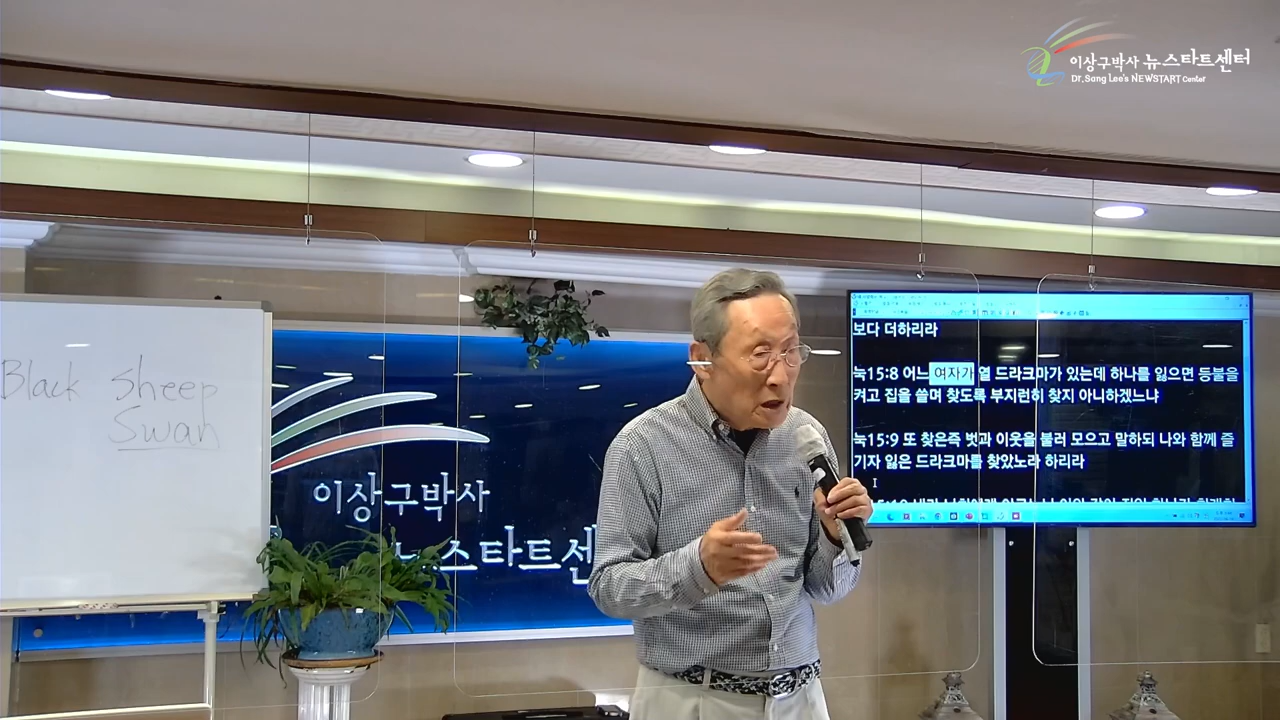 이상구박사 뉴스타트센터
Dr. Sang Lee's NEWSTART Center
Black Sheep
Swan
이상구박사
뉴스타트센
보다 더하리라
눅15:8 어느 여자가 열 드라크마가 있는데 하나를 잃으면 등불을
켜고 집을 쓸며 찾도록 부지런히 찾지 아니하겠느냐
눅15:9 또 찾은즉 벗과 이웃을 불러 모으고 말하되 나와 함께 즐
기자 잃은 드라크마를 찾았노라 하리라